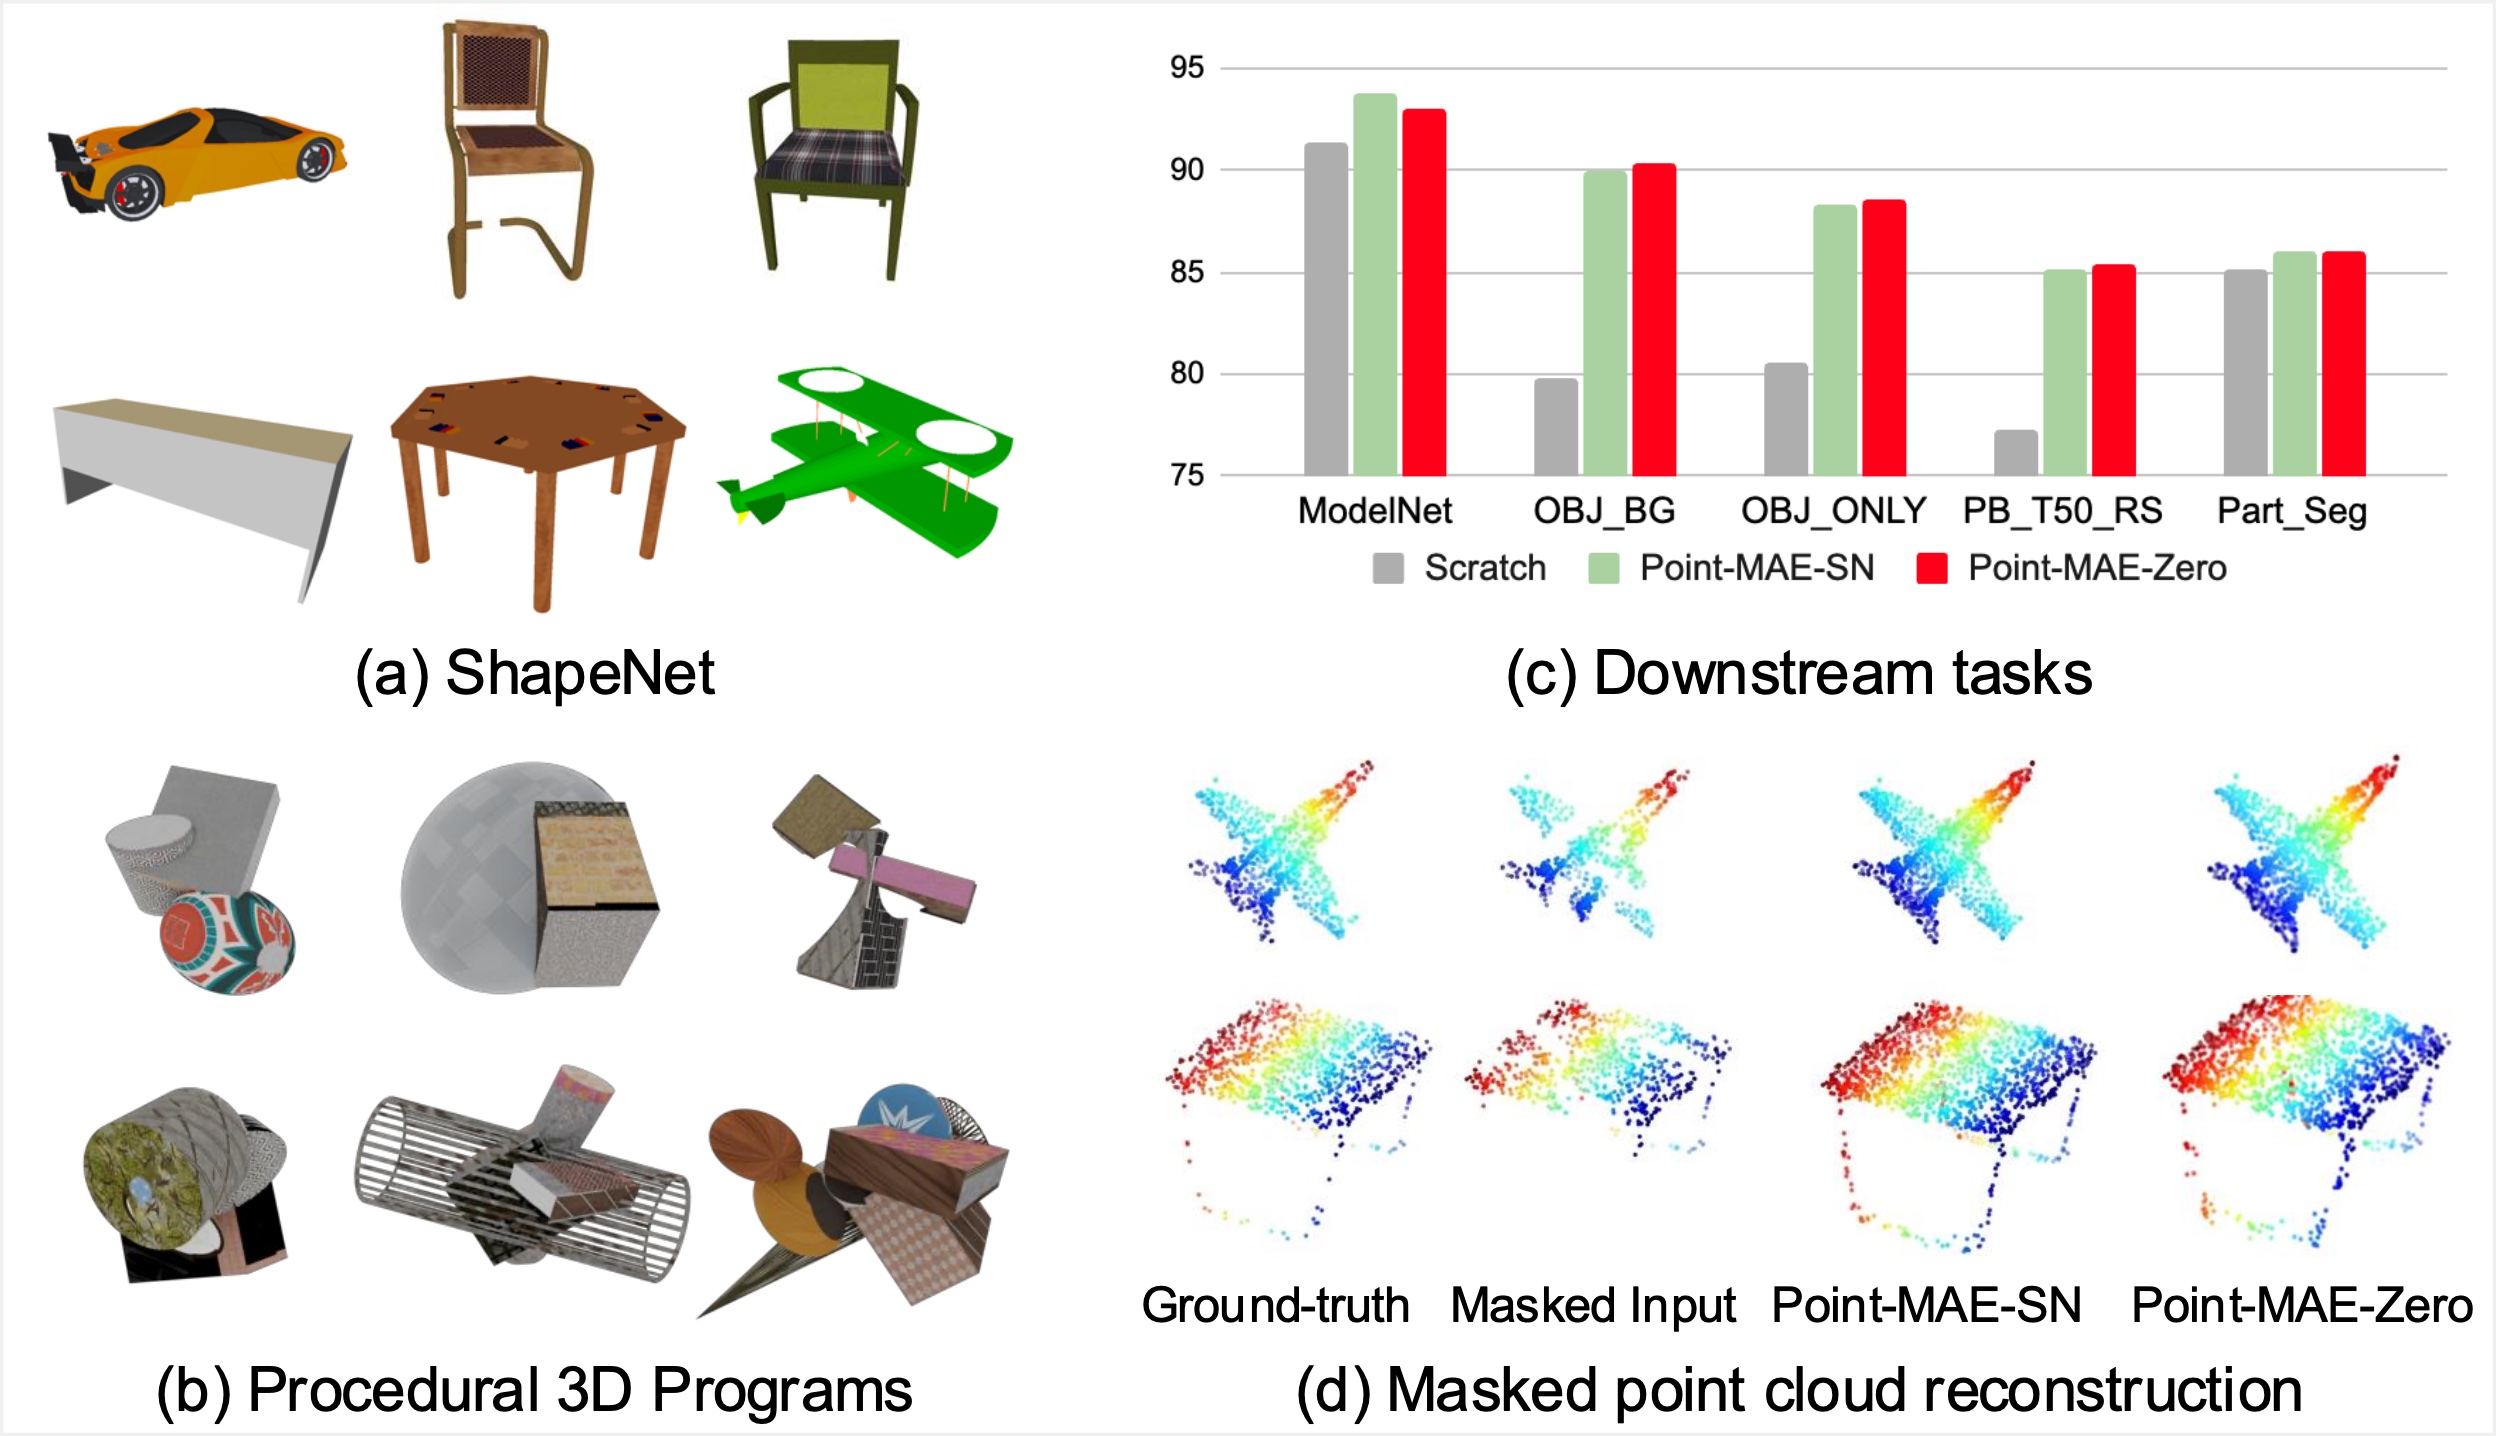 95
90
85
80
75
ModelNet OBJ_BG OBJ_ONLY PB_T50_RS Part_Seg
Scratch Point-MAE-SN Point-MAE-Zero
(a) ShapeNet
(c) Downstream tasks
Ground-truth Masked Input Point-MAE-SN Point-MAE-Zero
(b) Procedural 3D Programs
(d) Masked point cloud reconstruction